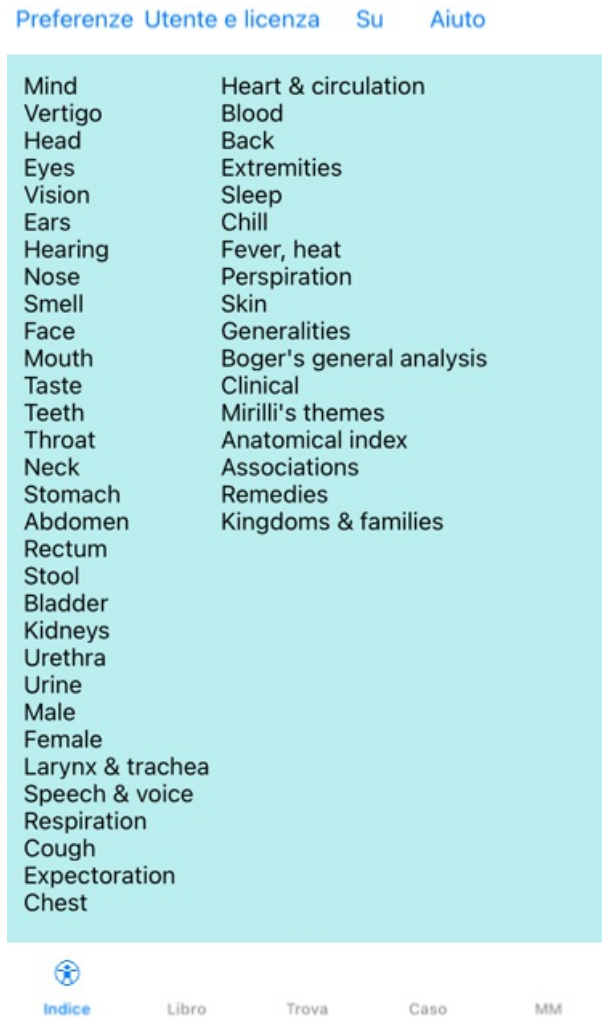 Preferenze Utente e licenza Su Aiuto
Mind
Vertigo
Head
Eyes
Vision
Ears
Hearing
Nose
Smell
Face
Mouth
Taste
Teeth
Throat
Neck
Stomach
Abdomen
Rectum
Stool
Bladder
Kidneys
Urethra
Urine
Male
Female
Larynx & trachea
Speech & voice
Respiration
Cough
Expectoration
Chest
Heart & circulation
Blood
Back
Extremities
Sleep
Chill
Fever, heat
Perspiration
Skin
Generalities
Boger's general analysis
Clinical
Mirilli's themes
Anatomical index
Associations
Remedies
Kingdoms & families
Indice Libro Trova Caso MM